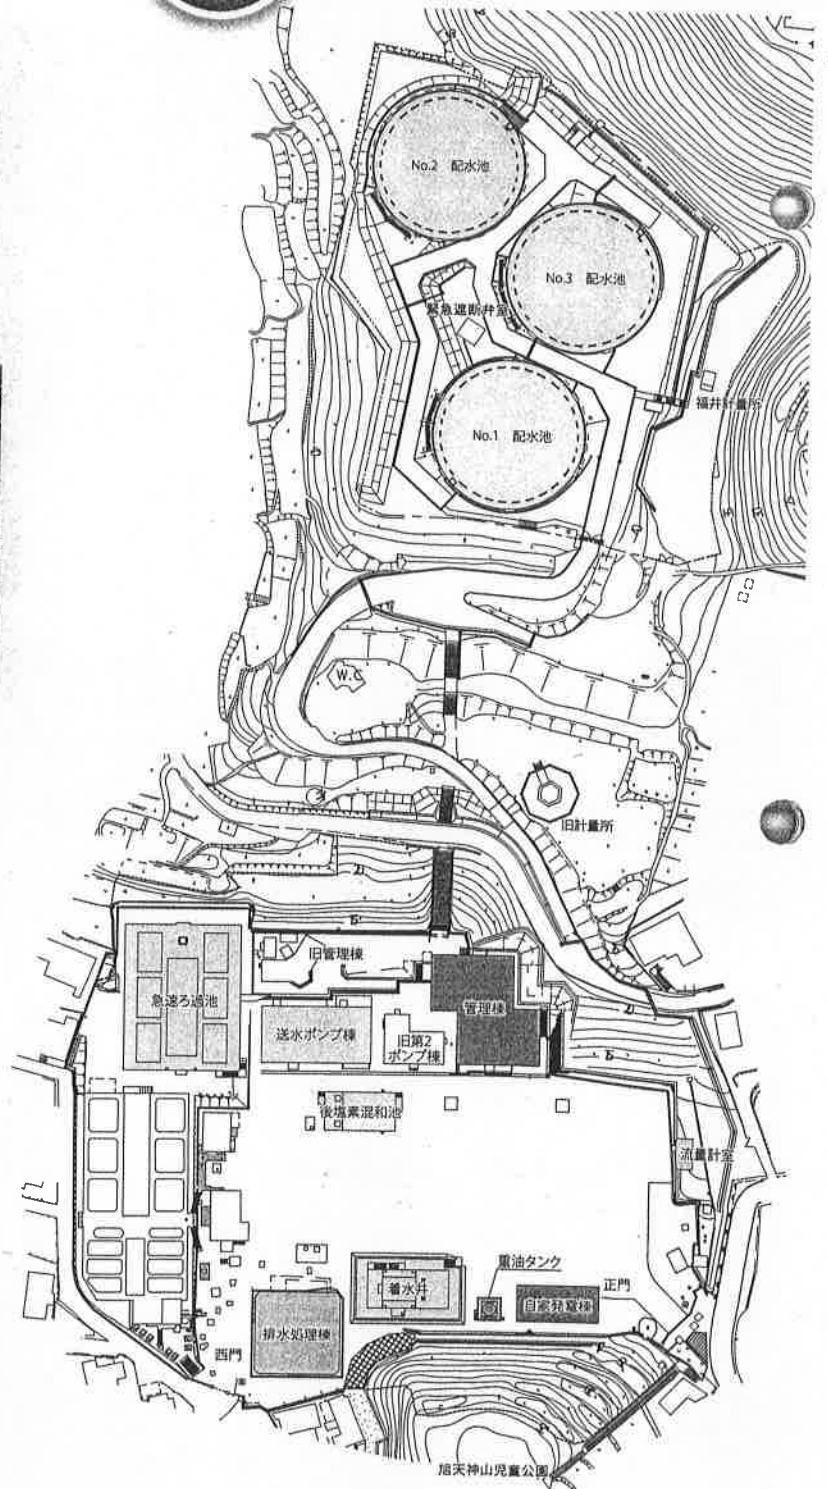 No.2 配水池
No.3 配水池
緊急遮断弁室
福井計量所
No.1 配水池
W.C
旧計量所
旧管理棟
急速ろ過池
管理棟
送水ポンプ棟
旧第2
ポンプ棟
後塩素混和池
流量計室
重油タンク
着水井
正門
自家発電棟
排水処理棟
西門
旭天神山児童公園